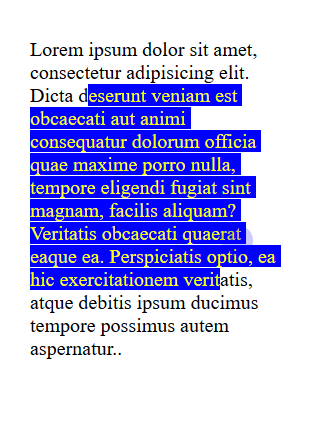 Lorem ipsum dolor sit amet,
consectetur adipisicing elit.
Dicta deserunt veniam est
obcaecati aut animi
consequatur dolorum officia
quae maxime porro nulla,
tempore eligendi fugiat sint
magnam, facilis aliquam?
Veritatis obcaecati quaerat
eaque ea. Perspiciatis optio, ea
hic exercitationem veritatis,
atque debitis ipsum ducimus
tempore possimus autem
aspernatur..